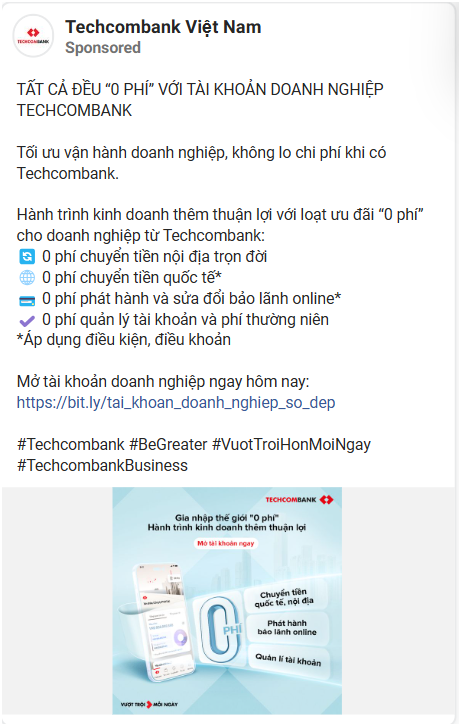 TECHCOMBANK
Techcombank Việt Nam
Sponsored
TẤT CẢ ĐỀU “0 PHÍ” VỚI TÀI KHOẢN DOANH NGHIỆP
TECHCOMBANK
Tối ưu vận hành doanh nghiệp, không lo chi phí khi có
Techcombank.
Hành trình kinh doanh thêm thuận lợi với loạt ưu đãi “0 phí”
cho doanh nghiệp từ Techcombank:
0 phí chuyển tiền nội địa trọn đời
0 phí chuyển tiền quốc tế*
0 phí phát hành và sửa đổi bảo lãnh online*
0 phí quản lý tài khoản và phí thường niên
*Áp dụng điều kiện, điều khoản
Mở tài khoản doanh nghiệp ngay hôm nay:
https://bit.ly/tai_khoan_doanh_nghiep_so_dep
#Techcombank #BeGreater #VuotTroiHonMoiNgay
#TechcombankBusiness
TECHCOMBANK
Gia nhập thế giới "0 phí"
Hành trình kinh doanh thêm thuận lợi
Mở tài khoản ngay
Chuyển tiền
quốc tế, nội địa
0 PHÍ
Phát hành
bảo lãnh online
Quản lí tài khoản
VƯỢT TRỘI MỖI NGÀY